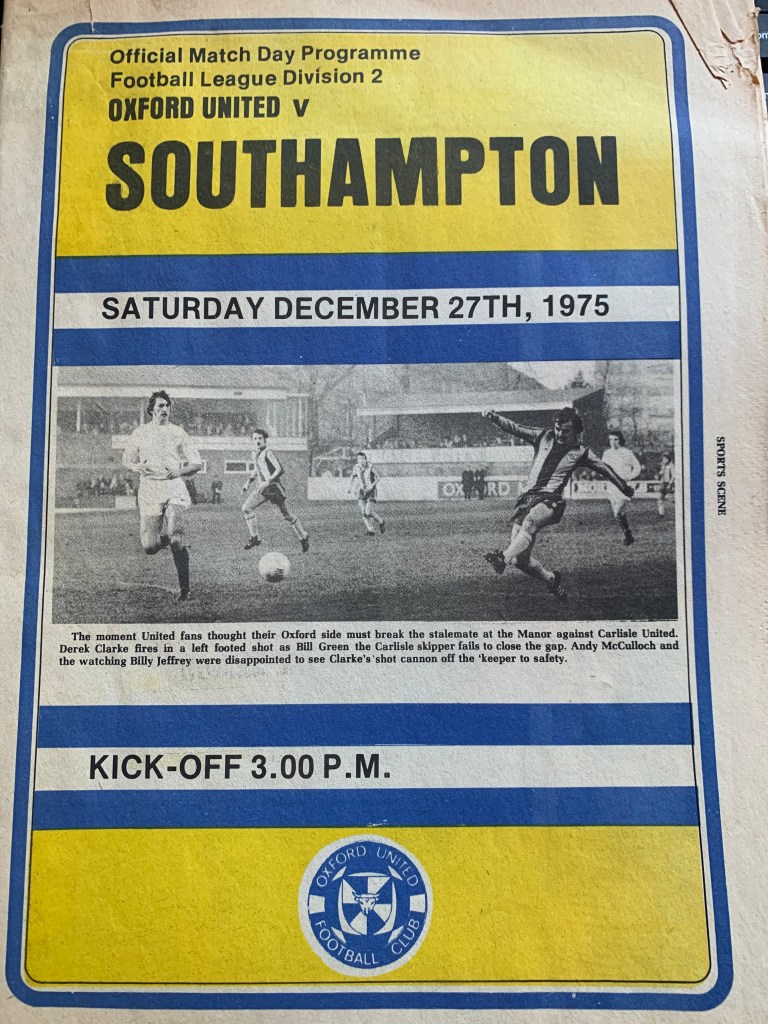 Official Match Day Programme
Football League Division 2
OXFORD UNITED V
SOUTHAMPTON
SATURDAY DECEMBER 27TH, 1975
OXFORD
SPORTS SCENE
The moment United fans thought their Oxford side must break the stalemate at the Manor against Carlisle United.
Derek Clarke fires in a left footed shot as Bill Green the Carlisle skipper fails to close the gap. Andy McCulloch and
the watching Billy Jeffrey were disappointed to see Clarke's shot cannon off the 'keeper to safety.
KICK-OFF 3.00 P.M.
OXFORD UNITED
FOOTBALL CLUB